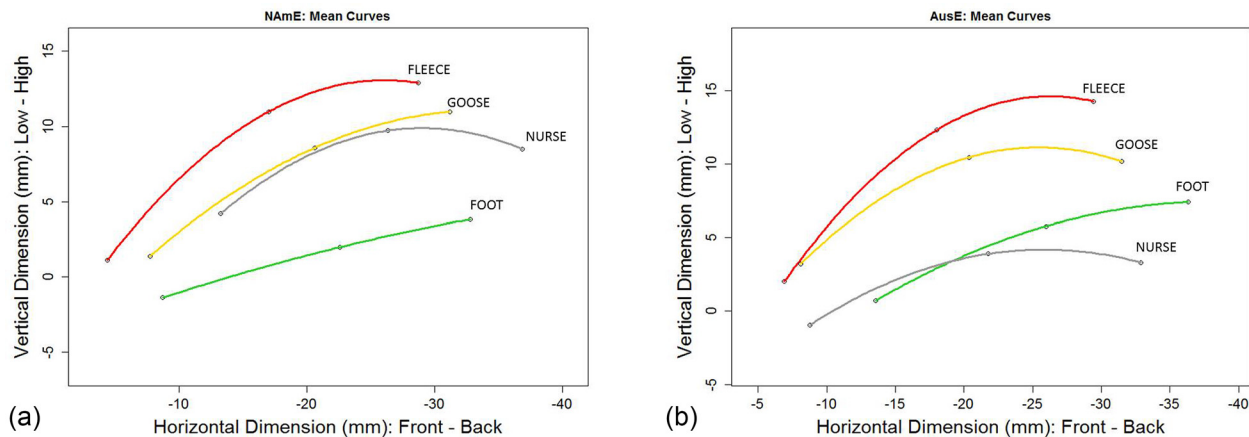 NAmE: Mean Curves
Vertical Dimension (mm): Low - High
15
10
5
0
-5
FLEECE
GOOSE
NURSE
FOOT
-10
-20
-30
-40
Horizontal Dimension (mm): Front - Back
(a)
AusE: Mean Curves
Vertical Dimension (mm): Low - High
15
10
5
0
-5
FLEECE
GOOSE
FOOT
NURSE
-5
-10
-15
-20
-25
-30
-35
-40
Horizontal Dimension (mm): Front - Back
(b)